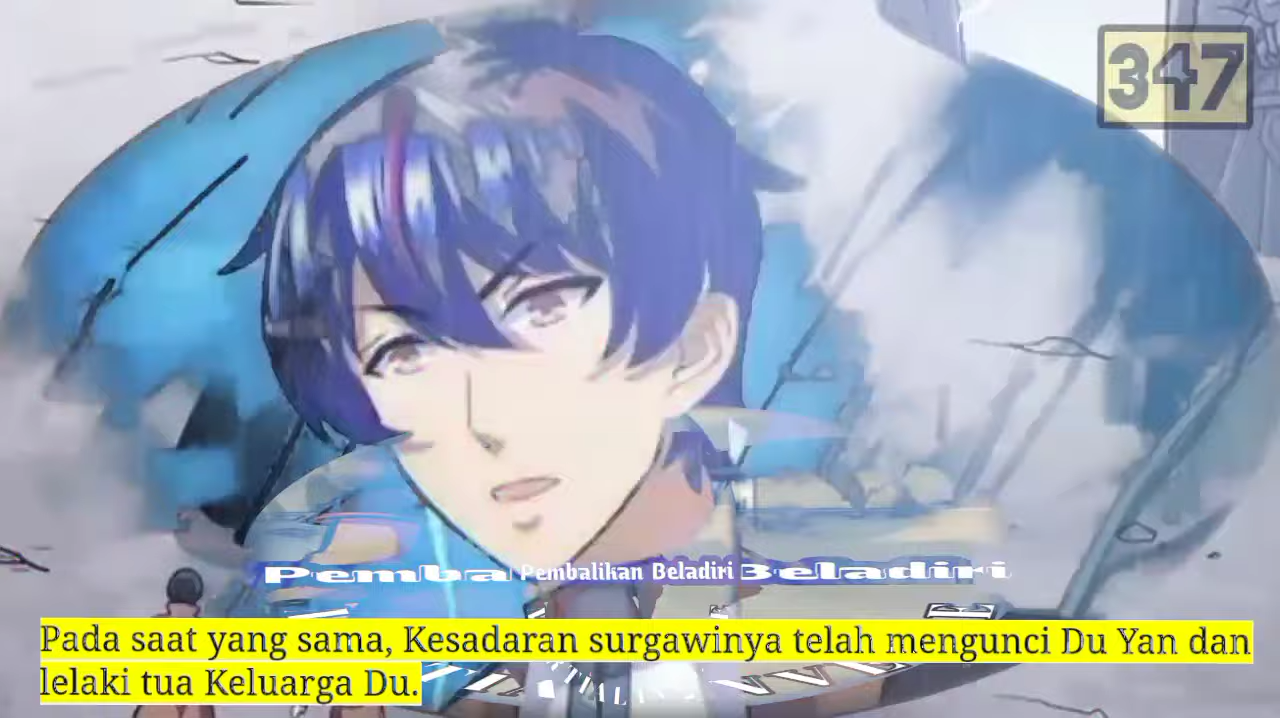 347
Pembalikan Beladiri
Pada saat yang sama, Kesadaran surgawinya telah mengunci Du Yan dan
lelaki tua Keluarga Du.